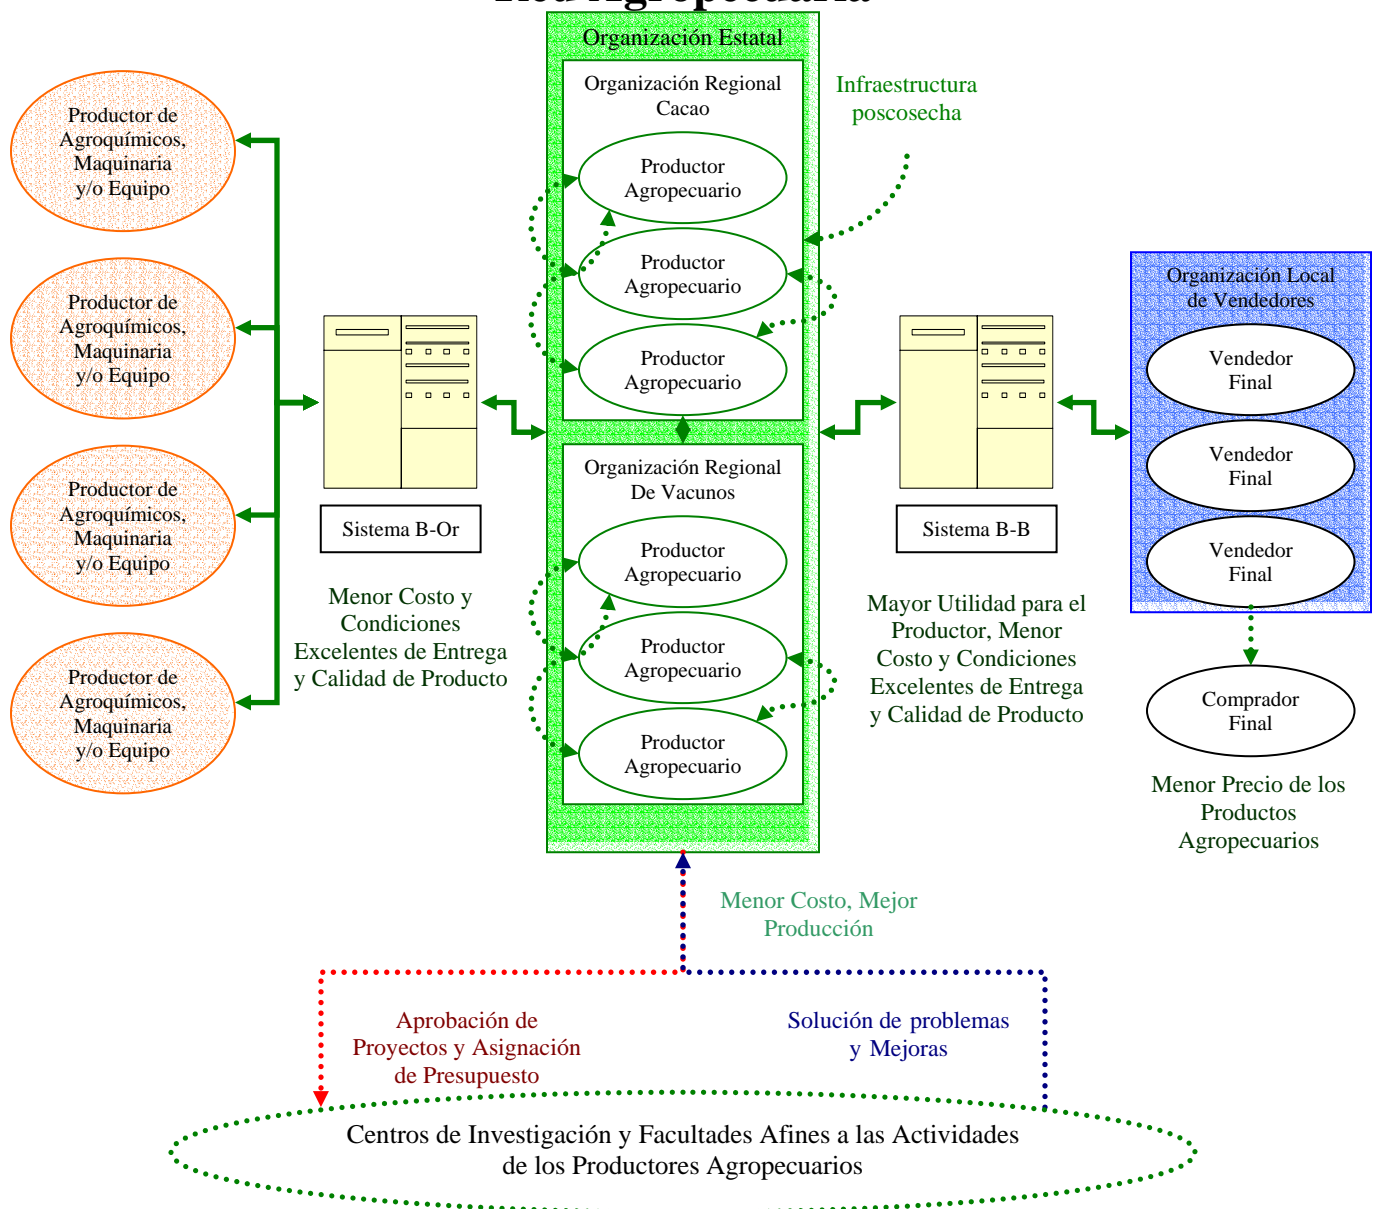 Red Agropecuaria
Organización Estatal
Organización Regional
Cacao
Productor
Agropecuario
Productor
Agropecuario
Productor
Agropecuario
Organización Regional
De Vacunos
Productor
Agropecuario
Productor
Agropecuario
Productor
Agropecuario
Productor de
Agroquímicos,
Maquinaria
y/o Equipo
Productor de
Agroquímicos,
Maquinaria
y/o Equipo
Productor de
Agroquímicos,
Maquinaria
y/o Equipo
Productor de
Agroquímicos,
Maquinaria
y/o Equipo
Sistema B-Or
Menor Costo y
Condiciones
Excelentes de Entrega
y Calidad de Producto
Infraestructura
poscosecha
Sistema B-B
Mayor Utilidad para el
Productor, Menor
Costo y Condiciones
Excelentes de Entrega
y Calidad de Producto
Organización Local
de Vendedores
Vendedor
Final
Vendedor
Final
Vendedor
Final
Comprador
Final
Menor Precio de los
Productos
Agropecuarios
Menor Costo, Mejor
Producción
Aprobación de
Proyectos y Asignación
de Presupuesto
Solución de problemas
y Mejoras
Centros de Investigación y Facultades Afines a las Actividades
de los Productores Agropecuarios